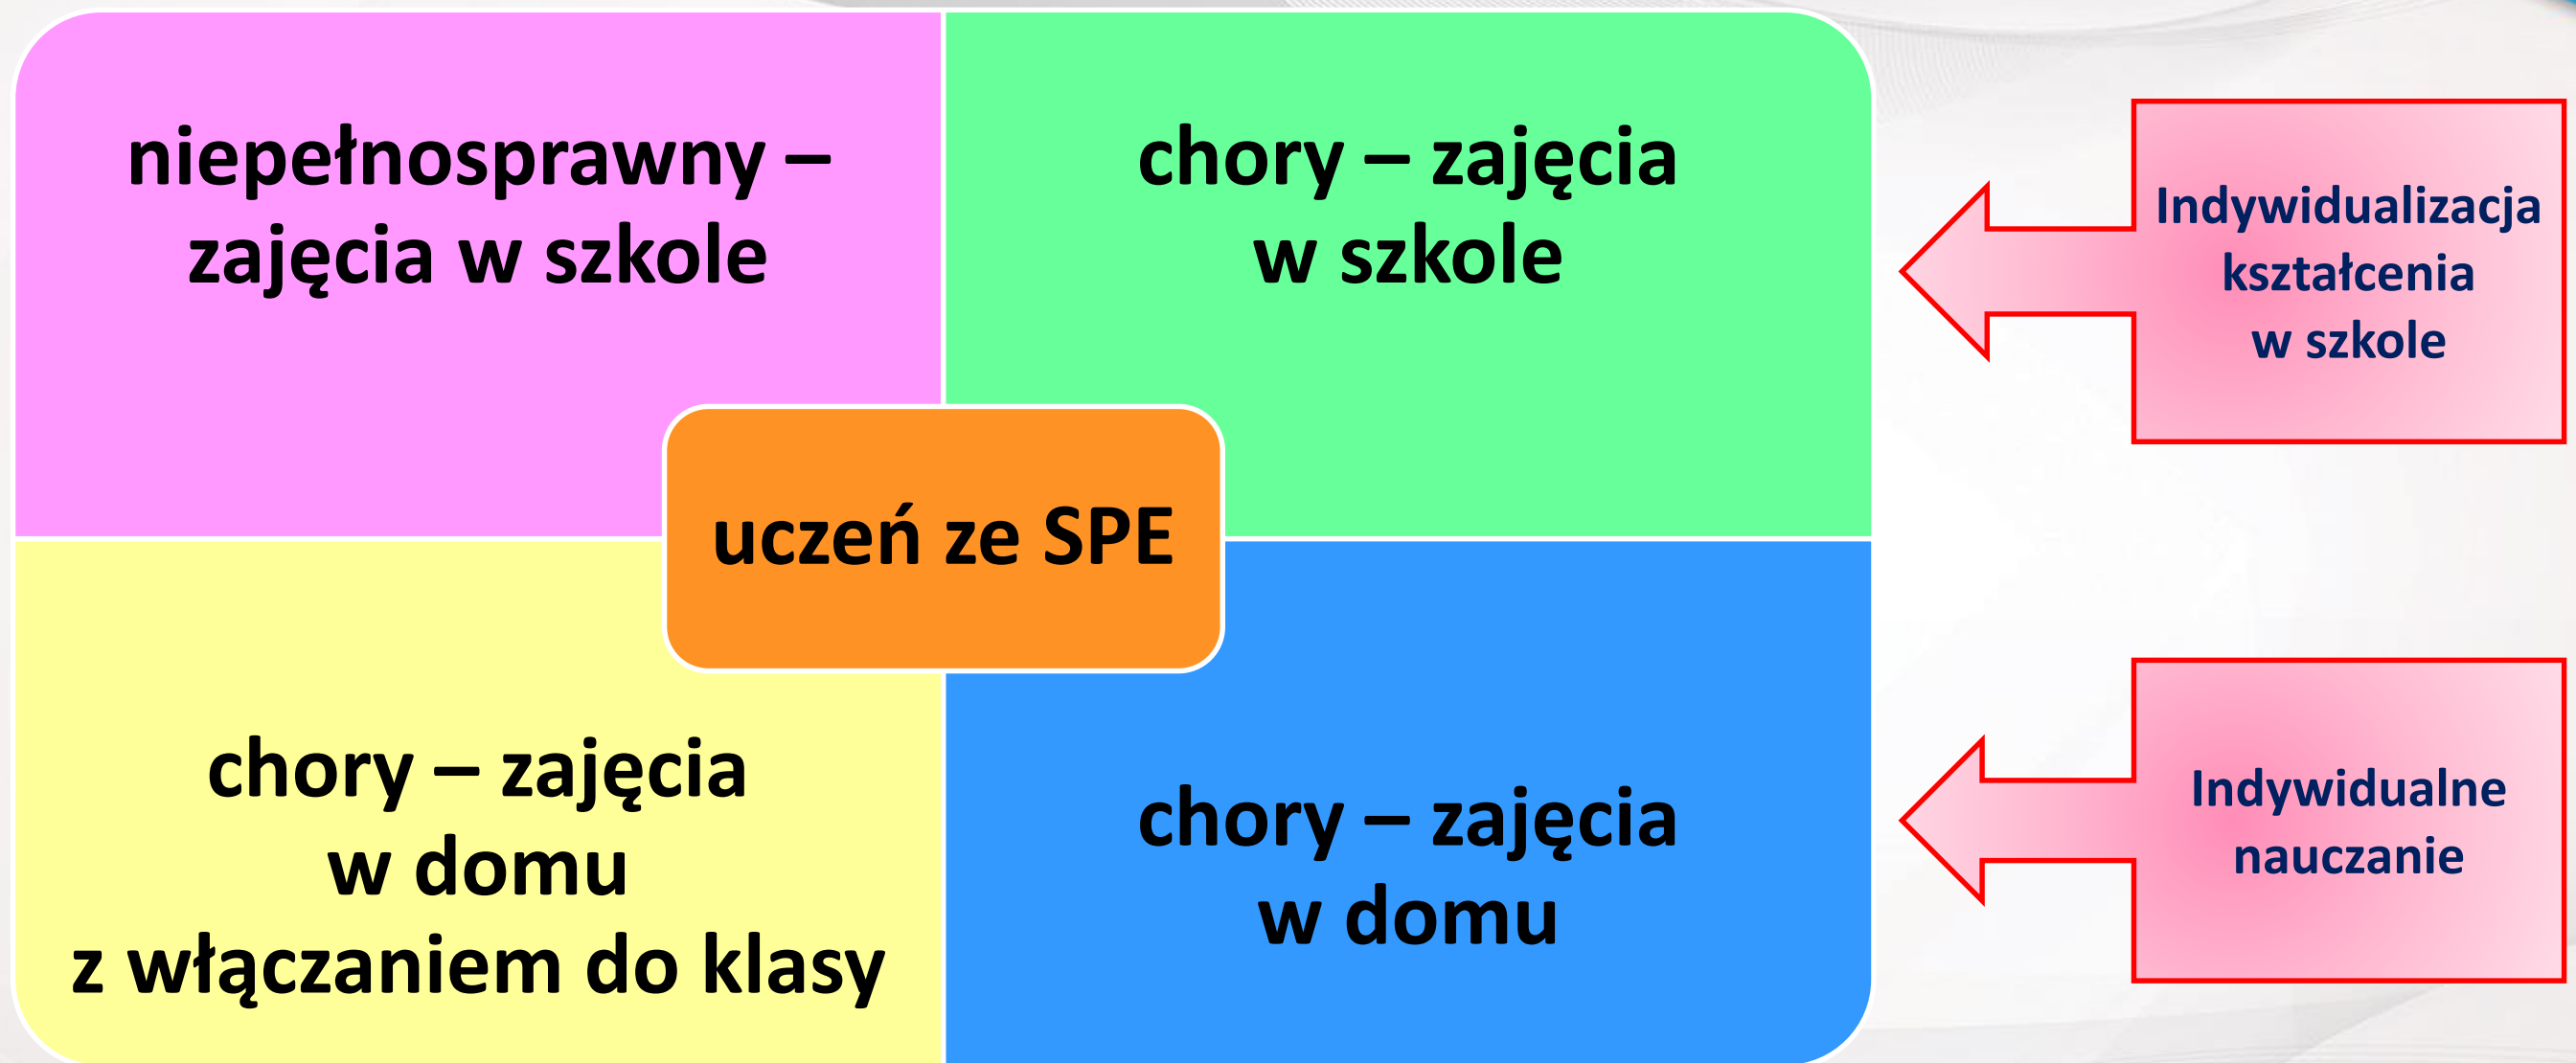 niepełnosprawny –
zajęcia w szkole
chory – zajęcia
w szkole
Indywidualizacja
kształcenia
w szkole
uczeń ze SPE
chory – zajęcia
w domu
z włączaniem do klasy
chory – zajęcia
w domu
Indywidualne
nauczanie